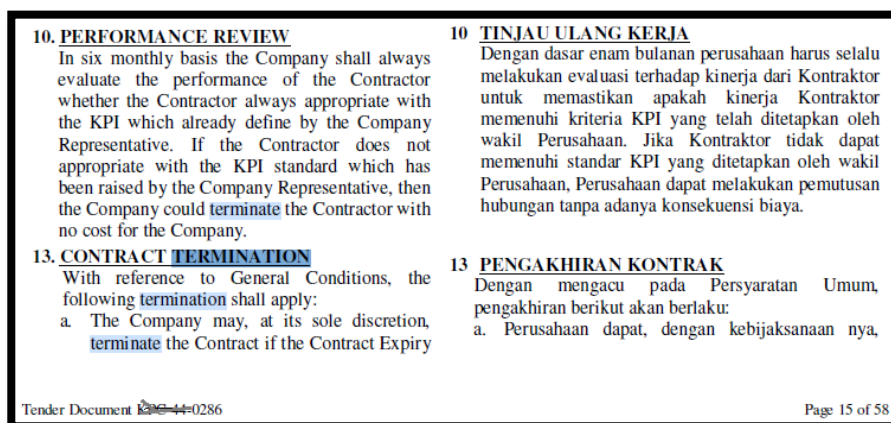 10. PERFORMANCE REVIEW
In six monthly basis the Company shall always
evaluate the performance of the Contractor
whether the Contractor always appropriate with
the KPI which already define by the Company
Representative. If the Contractor does not
appropriate with the KPI standard which has
been raised by the Company Representative, then
the Company could terminate the Contractor with
no cost for the Company.
13. CONTRACT TERMINATION
With reference to General Conditions, the
following termination shall apply:
a. The Company may, at its sole discretion,
terminate the Contract if the Contract Expiry
10 TINJAU ULANG KERJA
Dengan dasar enam bulanan perusahaan harus selalu
melakukan evaluasi terhadap kinerja dari Kontraktor
untuk memastikan apakah kinerja Kontraktor
memenuhi kriteria KPI yang telah ditetapkan oleh
wakil Perusahaan. Jika Kontraktor tidak dapat
memenuhi standar KPI yang ditetapkan oleh wakil
Perusahaan, Perusahaan dapat melakukan pemutusan
hubungan tanpa adanya konsekuensi biaya.
13 PENGAKHIRAN KONTRAK
Dengan mengacu pada Persyaratan Umum,
pengakhiran berikut akan berlaku:
a. Perusahaan dapat, dengan kebijaksanaan nya,
Tender Document 0286
Page 15 of 58